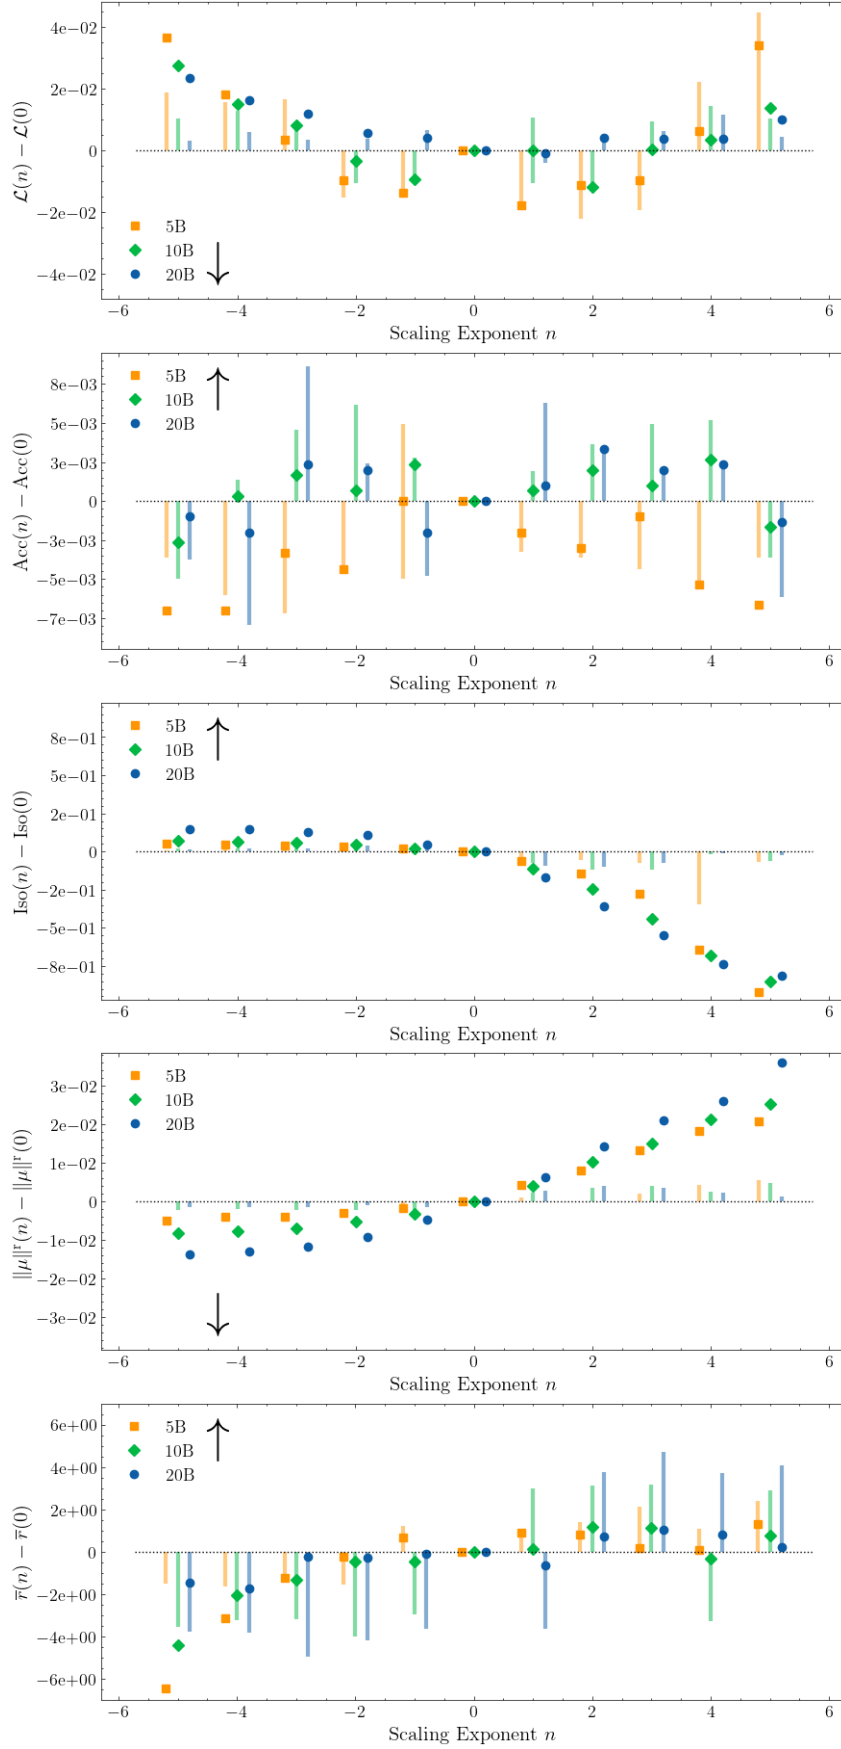 4e−02
2e−02
0
−2e−02
−4e−02
ℒ(n) − ℒ(0)
5B
10B
20B
↓
−6 −4 −2 0 2 4 6
Scaling Exponent n
8e−03
5e−03
3e−03
0
−3e−03
−5e−03
−7e−03
Acc(n) − Acc(0)
5B
10B
20B
↑
−6 −4 −2 0 2 4 6
Scaling Exponent n
8e−01
5e−01
2e−01
0
−2e−01
−5e−01
−8e−01
Iso(n) − Iso(0)
5B
10B
20B
↑
−6 −4 −2 0 2 4 6
Scaling Exponent n
3e−02
2e−02
1e−02
0
−1e−02
−2e−02
−3e−02
‖μ‖ʳ(n) − ‖μ‖ʳ(0)
5B
10B
20B
↓
−6 −4 −2 0 2 4 6
Scaling Exponent n
6e+00
4e+00
2e+00
0
−2e+00
−4e+00
−6e+00
r̅(n) − r̅(0)
5B
10B
20B
↑
−6 −4 −2 0 2 4 6
Scaling Exponent n